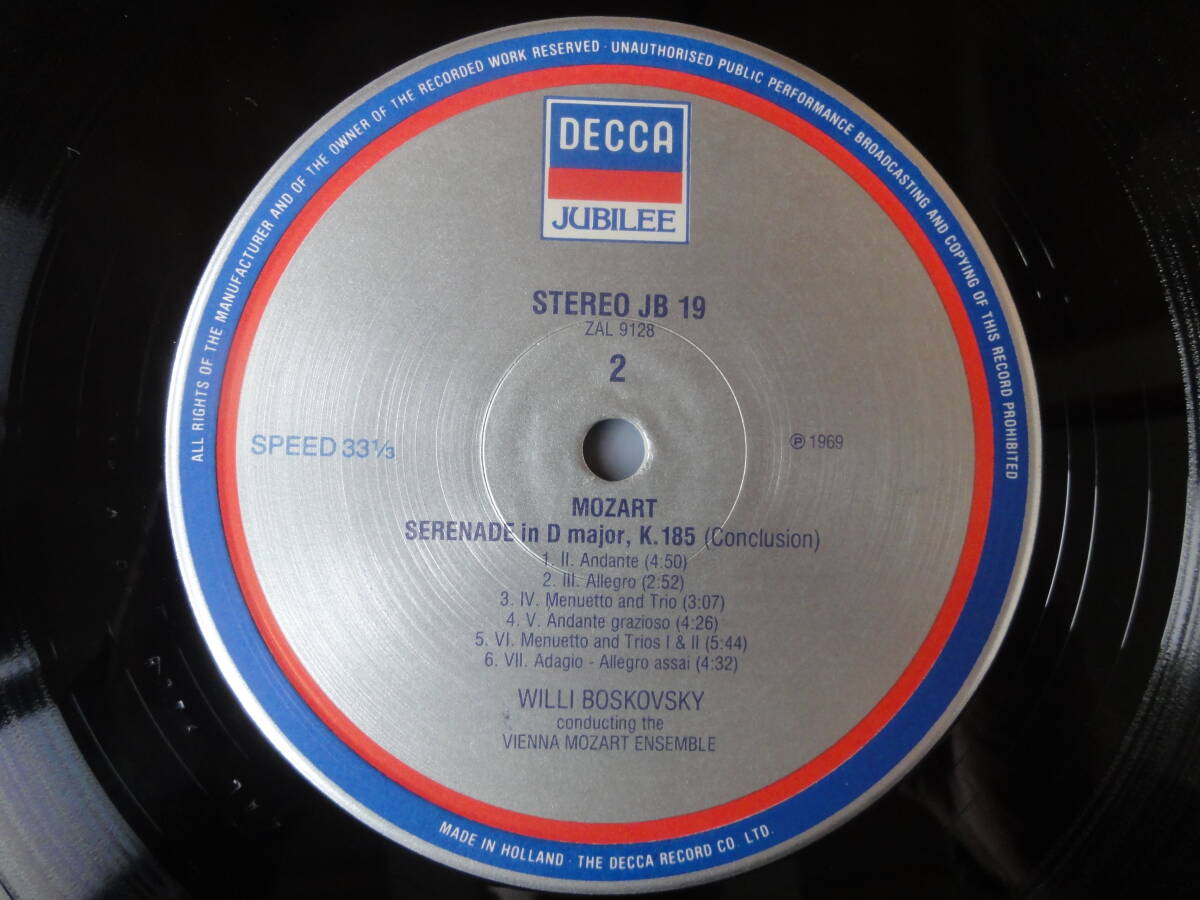 ALL RIGHTS OF THE MANUFACTURER AND OF THE OWNER OF THE RECORDED WORK RESERVED · UNAUTHORISED PUBLIC PERFORMANCE BROADCASTING AND COPYING OF THIS RECORD PROHIBITED
DECCA
JUBILEE
STEREO JB 19
ZAL 9128
2
SPEED 33⅓
℗ 1969
MOZART
SERENADE in D major, K.185 (Conclusion)
1. II. Andante (4:50)
2. III. Allegro (2:52)
3. IV. Menuetto and Trio (3:07)
4. V. Andante grazioso (4:26)
5. VI. Menuetto and Trios I & II (5:44)
6. VII. Adagio - Allegro assai (4:32)
WILLI BOSKOVSKY
conducting the
VIENNA MOZART ENSEMBLE
MADE IN HOLLAND · THE DECCA RECORD CO. LTD.